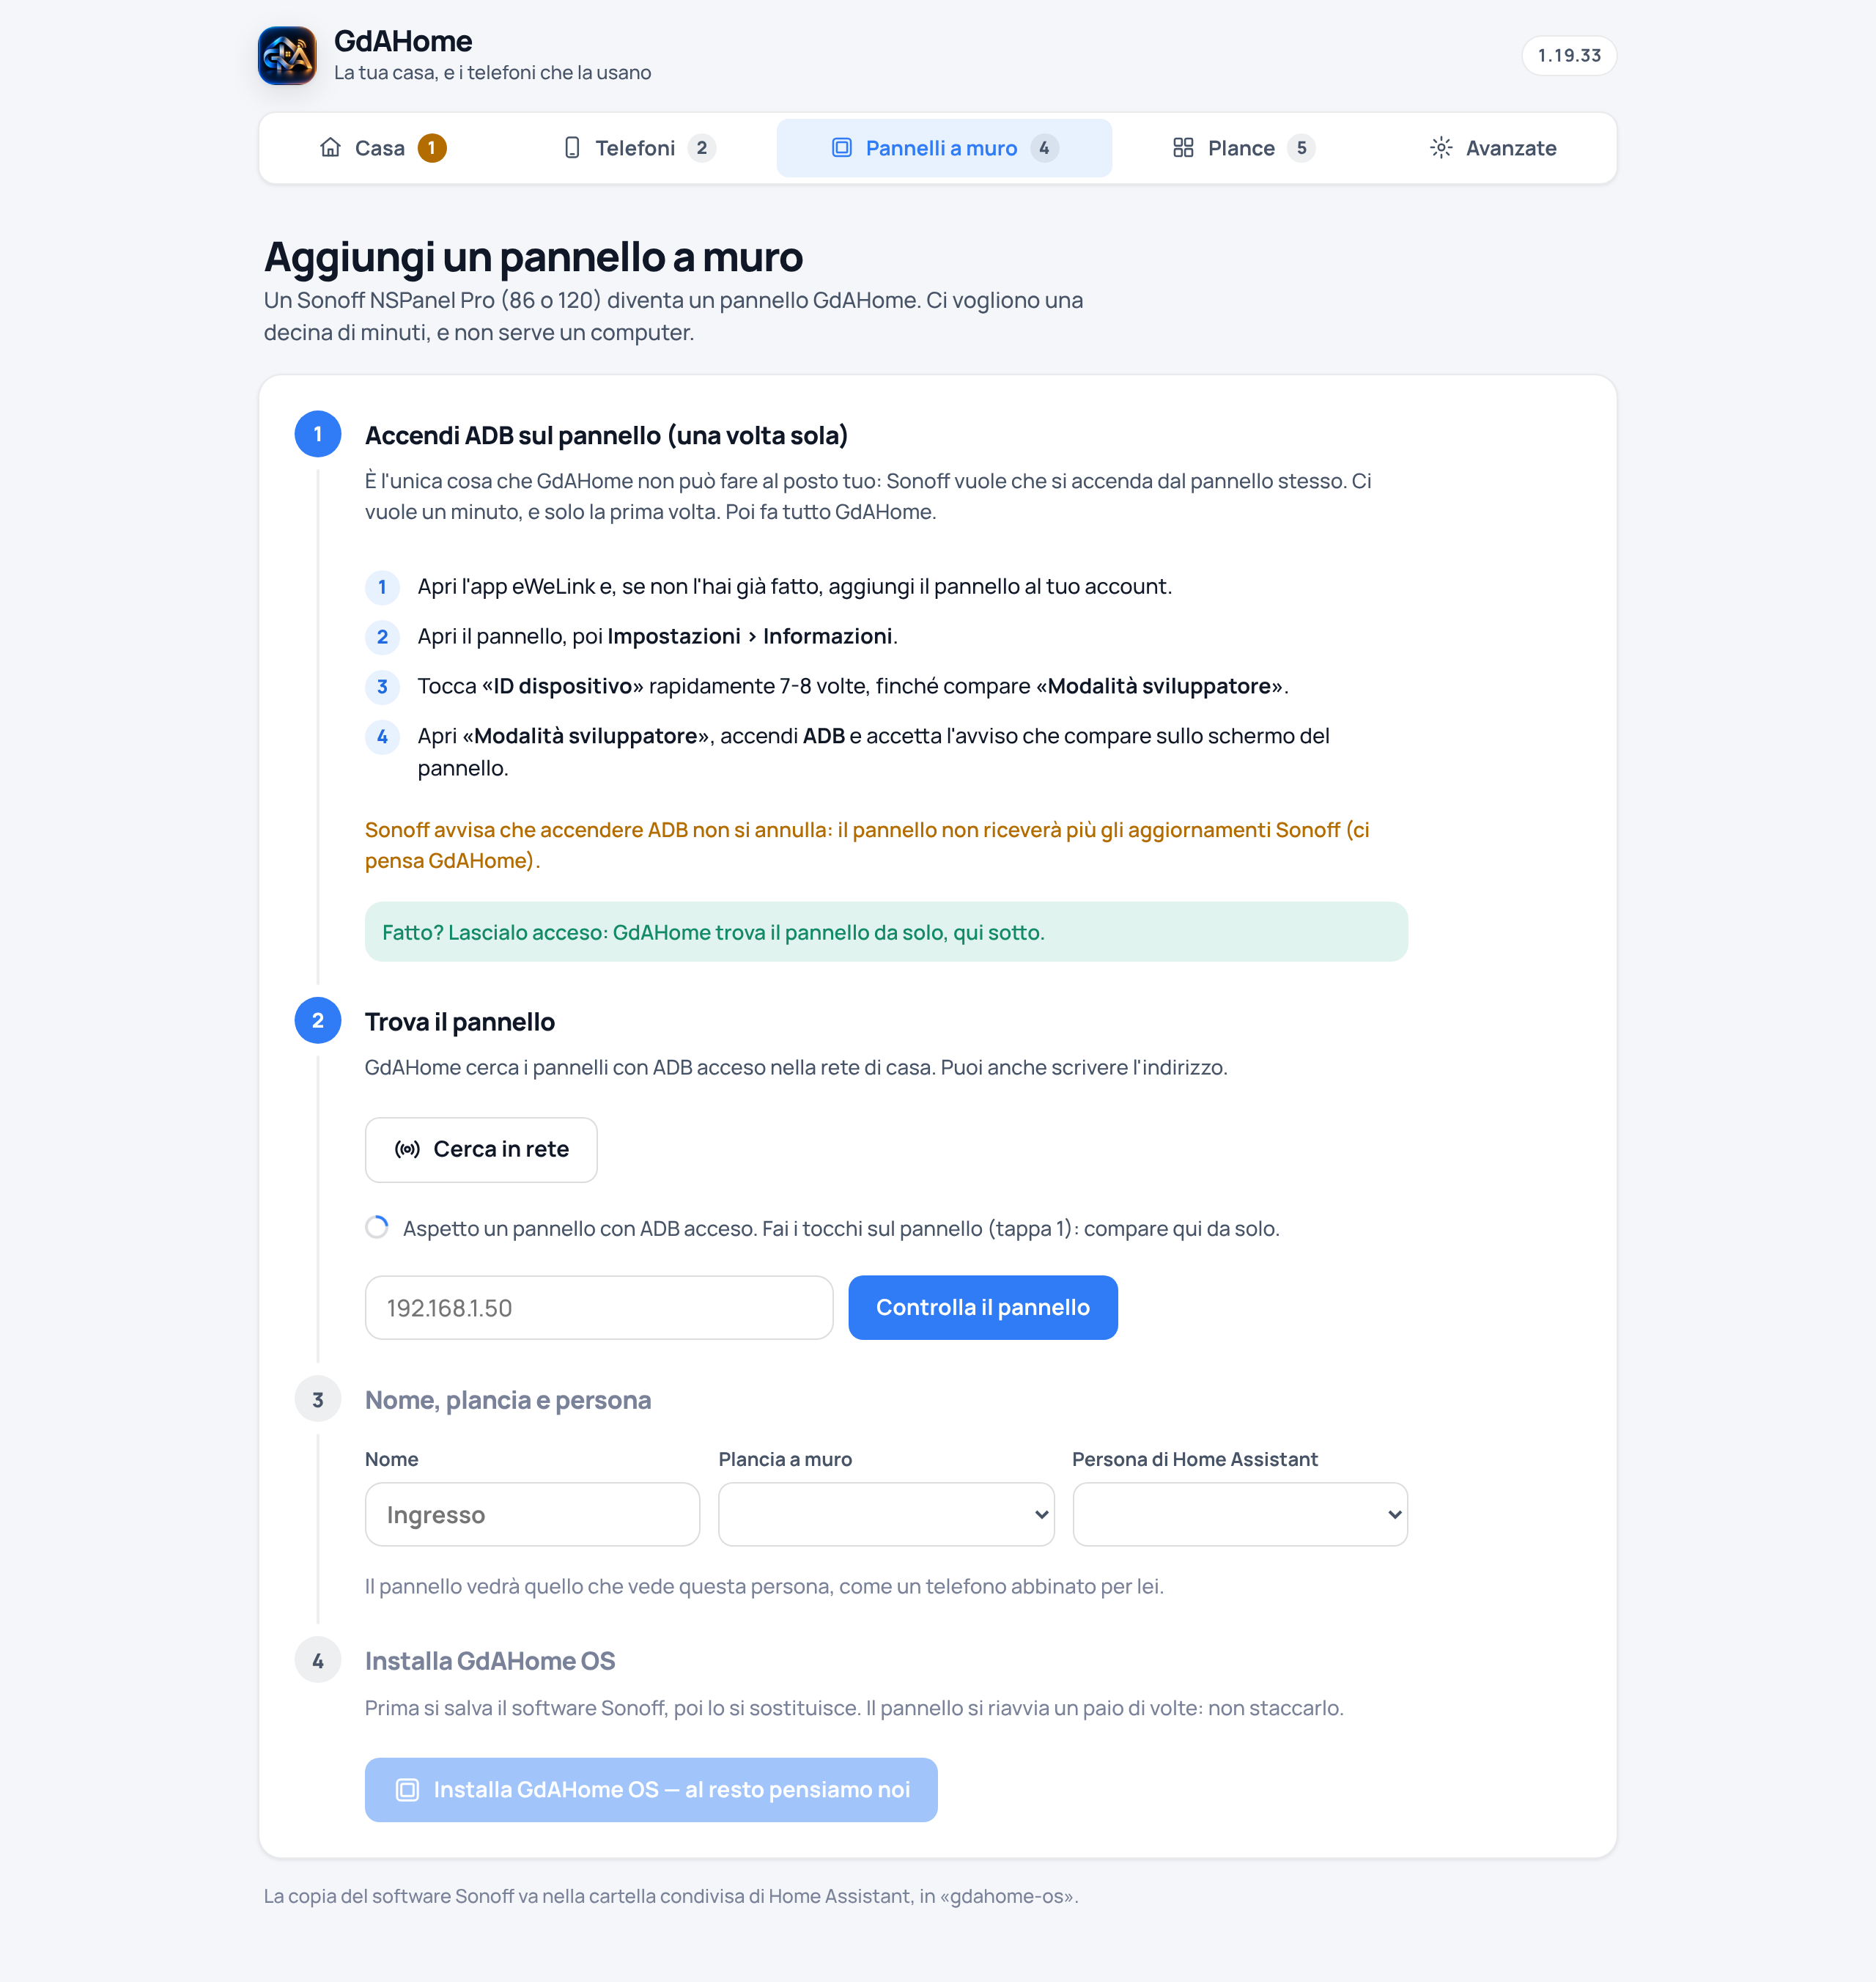 GdAHome
La tua casa, e i telefoni che la usano
1.19.33
Casa 1
Telefoni 2
Pannelli a muro 4
Plance 5
Avanzate
Aggiungi un pannello a muro
Un Sonoff NSPanel Pro (86 o 120) diventa un pannello GdAHome. Ci vogliono una
decina di minuti, e non serve un computer.
1 Accendi ADB sul pannello (una volta sola)
È l'unica cosa che GdAHome non può fare al posto tuo: Sonoff vuole che si accenda dal pannello stesso. Ci
vuole un minuto, e solo la prima volta. Poi fa tutto GdAHome.
1 Apri l'app eWeLink e, se non l'hai già fatto, aggiungi il pannello al tuo account.
2 Apri il pannello, poi Impostazioni › Informazioni.
3 Tocca «ID dispositivo» rapidamente 7-8 volte, finché compare «Modalità sviluppatore».
4 Apri «Modalità sviluppatore», accendi ADB e accetta l'avviso che compare sullo schermo del
pannello.
Sonoff avvisa che accendere ADB non si annulla: il pannello non riceverà più gli aggiornamenti Sonoff (ci
pensa GdAHome).
Fatto? Lascialo acceso: GdAHome trova il pannello da solo, qui sotto.
2 Trova il pannello
GdAHome cerca i pannelli con ADB acceso nella rete di casa. Puoi anche scrivere l'indirizzo.
Cerca in rete
Aspetto un pannello con ADB acceso. Fai i tocchi sul pannello (tappa 1): compare qui da solo.
192.168.1.50
Controlla il pannello
3 Nome, plancia e persona
Nome
Plancia a muro
Persona di Home Assistant
Ingresso
Il pannello vedrà quello che vede questa persona, come un telefono abbinato per lei.
4 Installa GdAHome OS
Prima si salva il software Sonoff, poi lo si sostituisce. Il pannello si riavvia un paio di volte: non staccarlo.
Installa GdAHome OS — al resto pensiamo noi
La copia del software Sonoff va nella cartella condivisa di Home Assistant, in «gdahome-os».